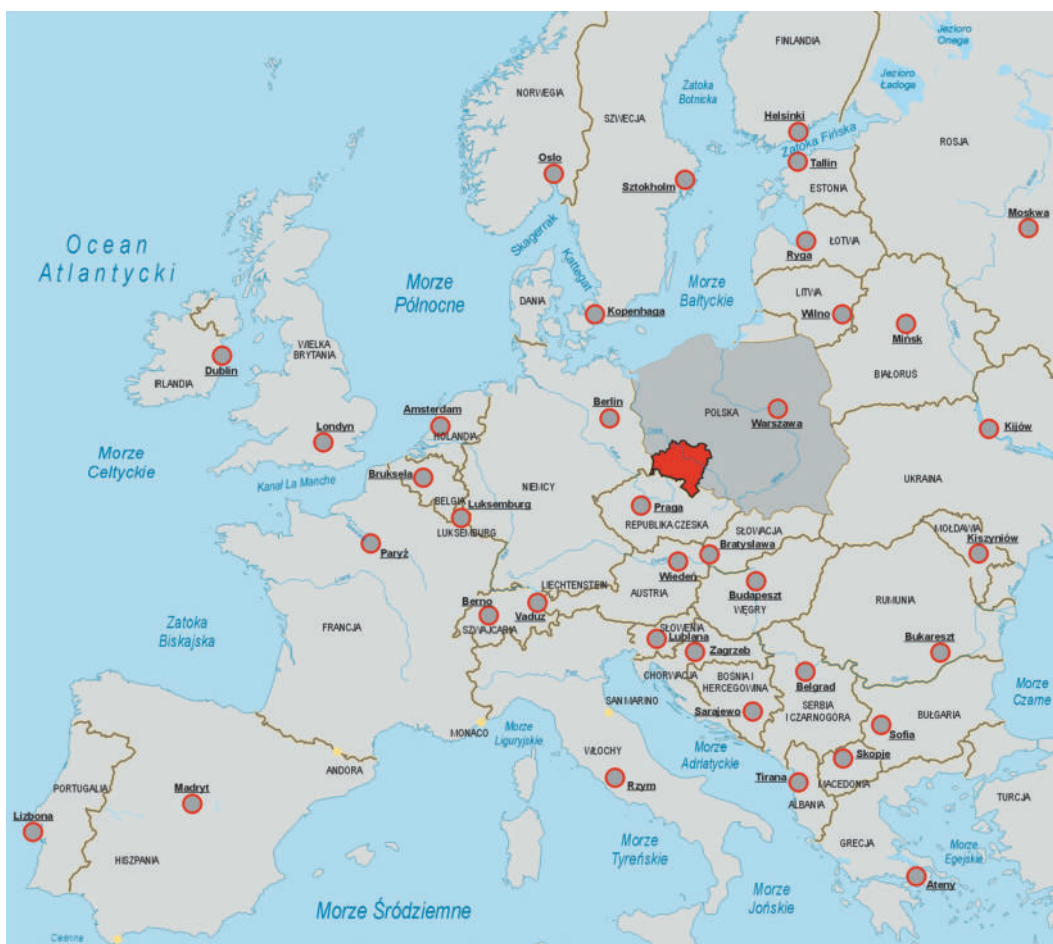 FINLANDIA
Jezioro
Onega
Jezioro
Ładoga
NORWEGIA
Zatoka
Botnicka
SZWECJA
Helsinki
Zatoka Fińska
ROSJA
Oslo
Tallin
Sztokholm
ESTONIA
Moskwa
Ocean
Atlantycki
Skagerrak
Kattegat
ŁOTWA
Ryga
Morze
Północne
Morze
Bałtyckie
DANIA
LITWA
Kopenhaga
Wilno
Mińsk
WIELKA
BRYTANIA
Dublin
IRLANDIA
BIAŁORUŚ
Amsterdam
Berlin
POLSKA
Warszawa
Londyn
HOLANDIA
Kijów
Morze
Celtyckie
Bruksela
Kanał La Manche
NIEMCY
UKRAINA
BELGIA
Luksemburg
LUKSEMBURG
Praga
REPUBLIKA CZESKA
SŁOWACJA
MOŁDAWIA
Kiszyniów
Paryż
Bratysława
Wiedeń
LIECHTENSTEIN
AUSTRIA
Budapeszt
WĘGRY
RUMUNIA
Berno
Vaduz
SZWAJCARIA
FRANCJA
Zatoka
Biskajska
SŁOWENIA
Lublana
Zagrzeb
Bukareszt
CHORWACJA
BOŚNIA I
HERCEGOWINA
Belgrad
Morze
Czarne
SAN MARINO
Sarajewo
SERBIA
I CZARNOGÓRA
BUŁGARIA
MONACO
Morze
Liguryjskie
Sofia
WŁOCHY
Morze
Adriatyckie
Skopje
ANDORA
Rzym
Tirana
MACEDONIA
PORTUGALIA
Madryt
ALBANIA
TURCJA
Lizbona
GRECJA
Morze
Egejskie
HISZPANIA
Morze
Tyreńskie
Ateny
Morze
Jońskie
Morze Śródziemne